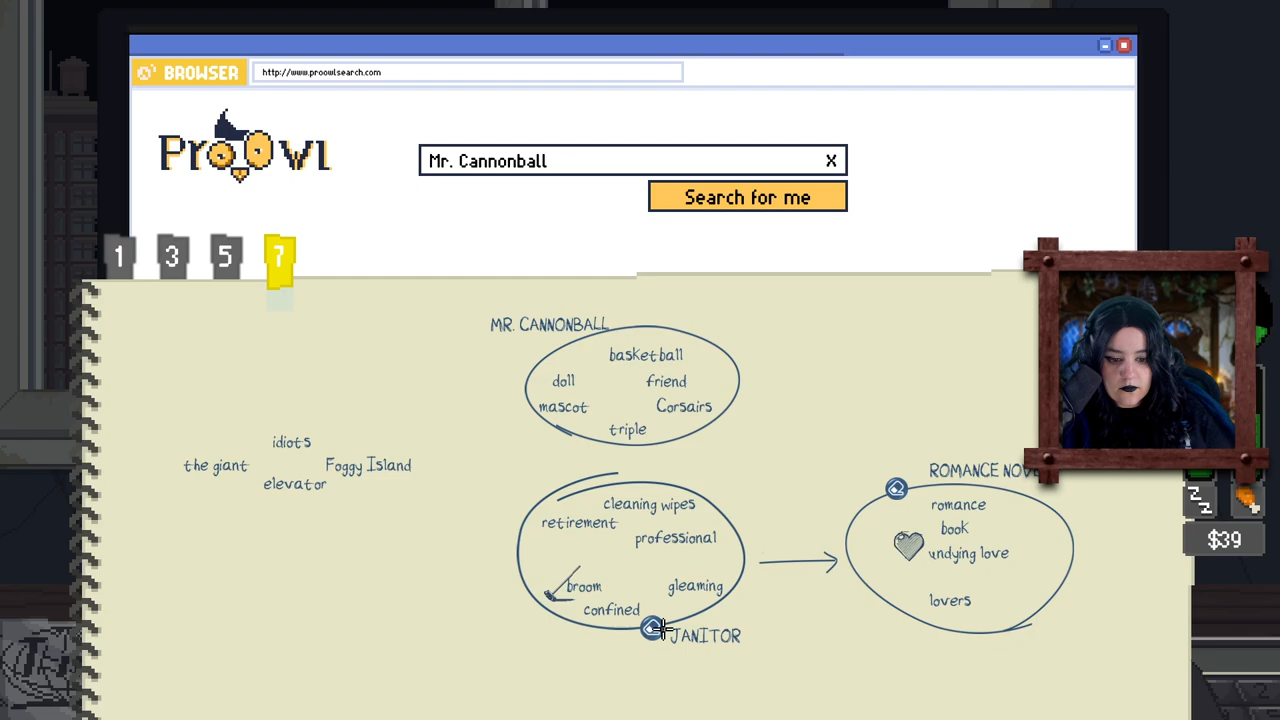 BROWSER
http://www.proowlsearch.com
PrOOwl
Mr. Cannonball X
Search for me
1 3 5 7
MR. CANNONBALL
basketball
doll friend
mascot Corsairs
triple
idiots
the giant Foggy Island
elevator
cleaning wipes
retirement
professional
broom gleaming
confined
JANITOR
ROMANCE
romance
book
undying love
lovers
$39